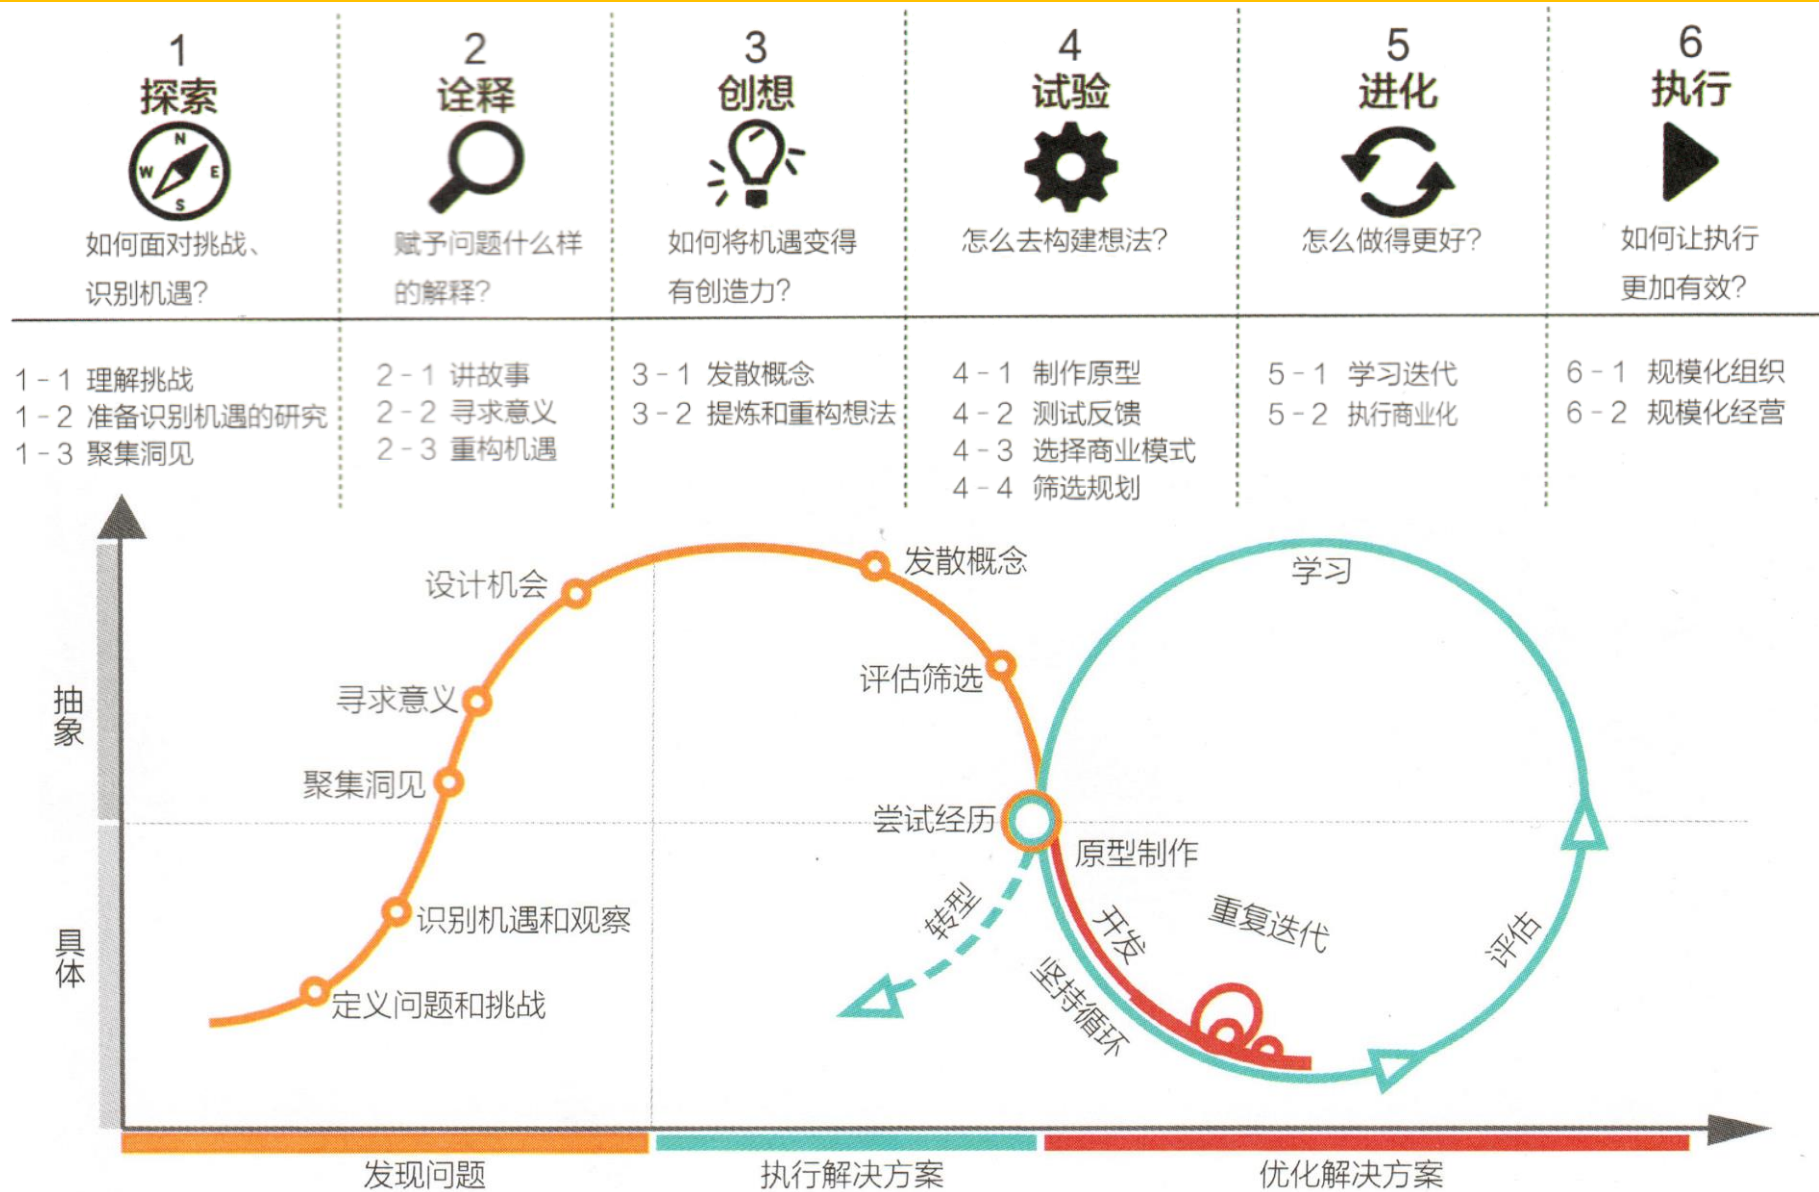 1
探索
N
W
E
S
如何面对挑战、
识别机遇?
1-1 理解挑战
1-2 准备识别机遇的研究
1-3 聚集洞见
2
诠释
赋予问题什么样
的解释?
2-1 讲故事
2-2 寻求意义
2-3 重构机遇
3
创想
如何将机遇变得
有创造力?
3-1 发散概念
3-2 提炼和重构想法
4
试验
怎么去构建想法?
4-1 制作原型
4-2 测试反馈
4-3 选择商业模式
4-4 筛选规划
5
进化
怎么做得更好?
5-1 学习迭代
5-2 执行商业化
6
执行
如何让执行
更加有效?
6-1 规模化组织
6-2 规模化经营
抽象
具体
设计机会
寻求意义
聚集洞见
识别机遇和观察
定义问题和挑战
发散概念
评估筛选
尝试经历
原型制作
转型
开发
坚持循环
重复迭代
评估
学习
发现问题
执行解决方案
优化解决方案